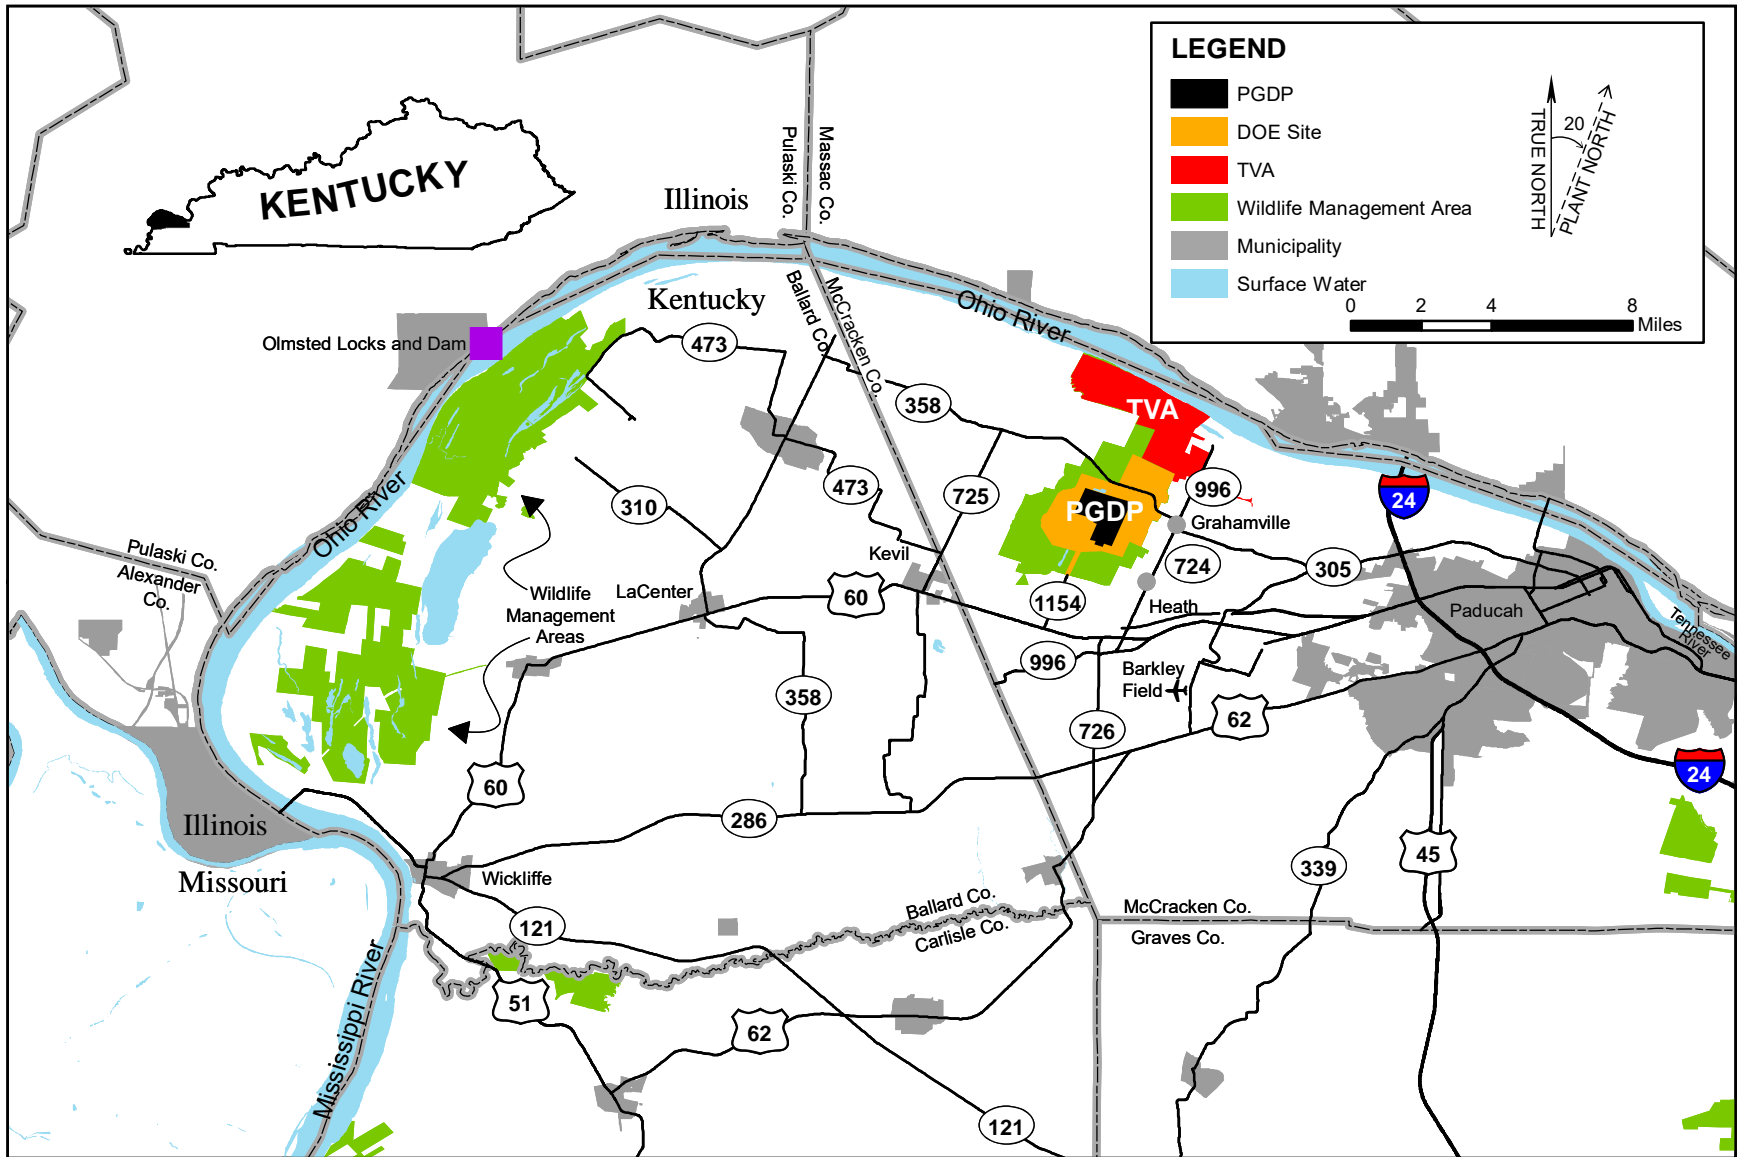 LEGEND
PGDP
DOE Site
TVA
Wildlife Management Area
Municipality
Surface Water
TRUE NORTH
20
PLANT NORTH
0
2
4
8
Miles
KENTUCKY
Illinois
Pulaski Co.
Massac Co.
Kentucky
Ballard Co.
McCracken Co.
Ohio River
Olmsted Locks and Dam
473
358
TVA
473
725
996
24
310
PGDP
Grahamville
Ohio River
Pulaski Co.
Alexander
Co.
Kevil
724
305
Wildlife
Management
Areas
LaCenter
60
1154
Heath
Paducah
Tennessee
River
996
Barkley
Field
358
726
62
60
24
286
Illinois
Missouri
Wickliffe
339
45
121
Ballard Co.
Carlisle Co.
McCracken Co.
Graves Co.
Mississippi River
51
62
121